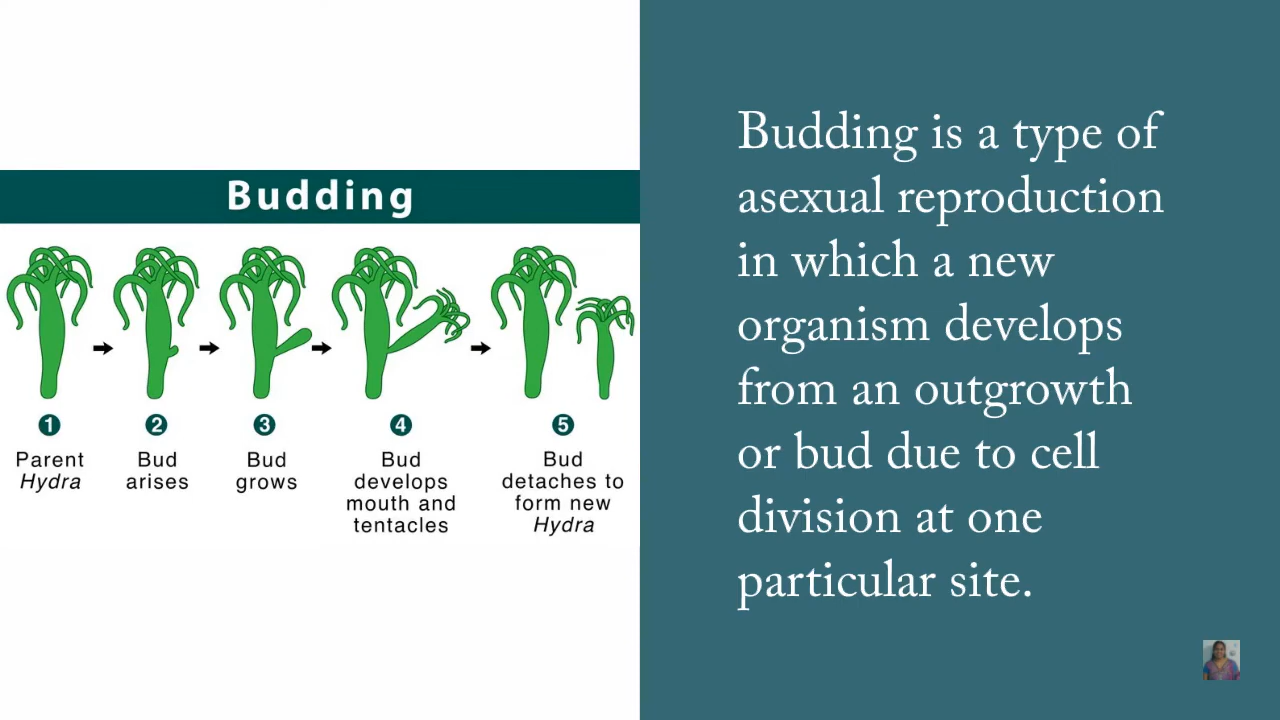 Budding
1
2
3
4
5
Parent
Hydra
Bud
arises
Bud
grows
Bud
develops
mouth and
tentacles
Bud
detaches to
form new
Hydra
Budding is a type of
asexual reproduction
in which a new
organism develops
from an outgrowth
or bud due to cell
division at one
particular site.